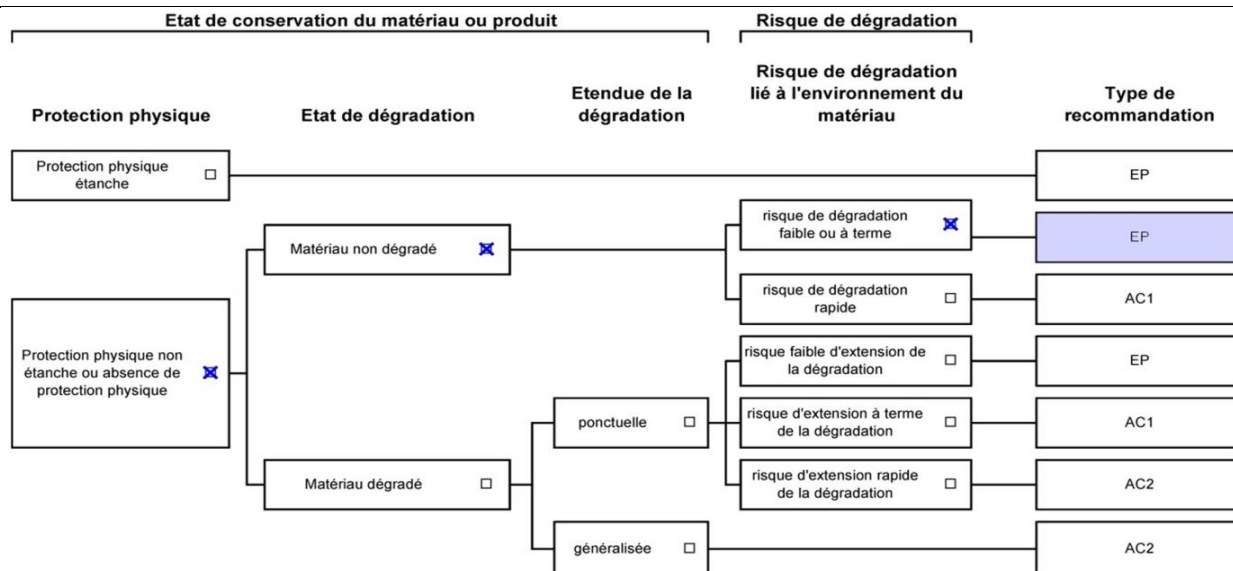 Etat de conservation du matériau ou produit
Risque de dégradation
Protection physique
Etat de dégradation
Etendue de la
dégradation
Risque de dégradation
lié à l'environnement du
matériau
Type de
recommandation
Protection physique
étanche
EP
Matériau non dégradé
risque de dégradation
faible ou à terme
EP
risque de dégradation
rapide
AC1
Protection physique non
étanche ou absence de
protection physique
risque faible d'extension de
la dégradation
EP
ponctuelle
risque d'extension à terme
de la dégradation
AC1
Matériau dégradé
risque d'extension rapide
de la dégradation
AC2
généralisée
AC2